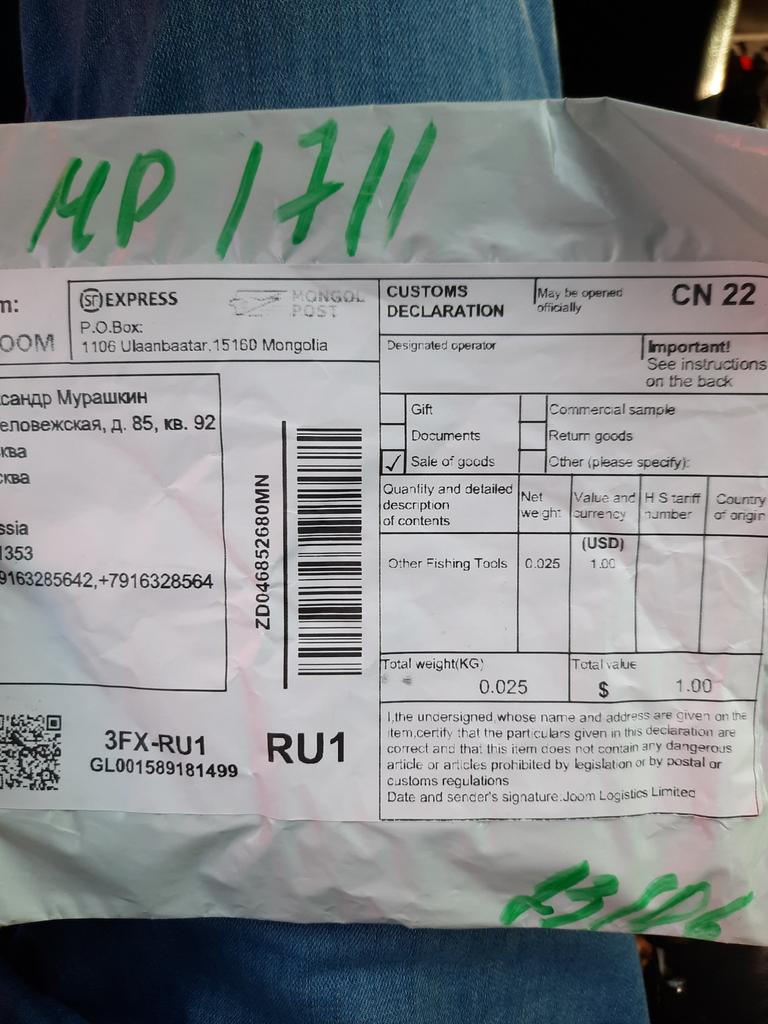 МР 1711
m:
OOM
SF EXPRESS
MONGOL POST
P.O.Box:
1106 Ulaanbaatar,15160 Mongolia
CUSTOMS DECLARATION
May be opened officially
CN 22
Designated operator
Important!
See instructions
on the back
сандр Мурашкин
еловежская, д. 85, кв. 92
ква
сква
ssia
1353
9163285642,+7916328564
ZD046852680MN
Gift
Commercial sample
Documents
Return goods
✓ Sale of goods
Other (please specify):
Quantity and detailed description of contents
Net weight
Value and currency
H S tariff number
Country of origin
(USD)
Other Fishing Tools 0.025 1.00
Total weight(KG)
Total value
0.025
$ 1.00
3FX-RU1
GL001589181499
RU1
I,the undersigned,whose name and address are given on the
item,certify that the particulars given in this declaration are
correct and that this item does not contain any dangerous
article or articles prohibited by legislation or by postal or
customs regulations
Date and sender's signature:Joom Logistics Limited